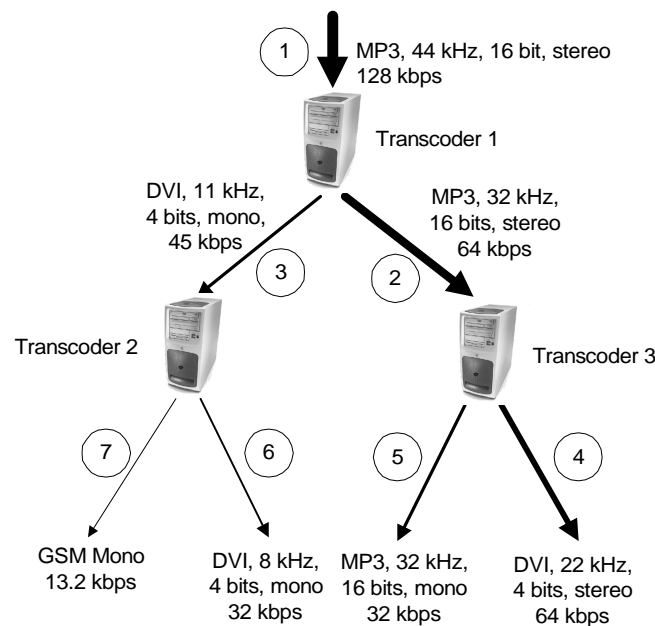 1
MP3, 44 kHz, 16 bit, stereo
128 kbps
Transcoder 1
DVI, 11 kHz,
4 bits, mono,
45 kbps
MP3, 32 kHz,
16 bits, stereo
64 kbps
3
2
Transcoder 2
Transcoder 3
7
6
5
4
GSM Mono
13.2 kbps
DVI, 8 kHz,
4 bits, mono
32 kbps
MP3, 32 kHz,
16 bits, mono
32 kbps
DVI, 22 kHz,
4 bits, stereo
64 kbps